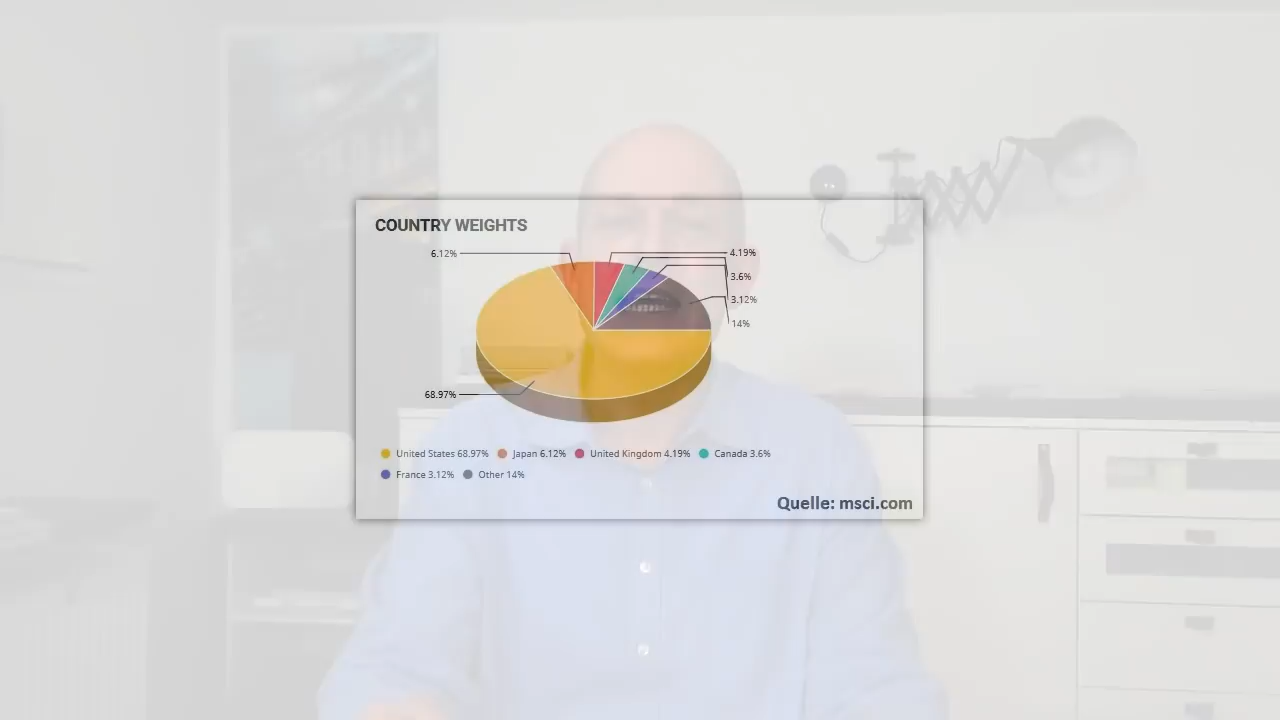 COUNTRY WEIGHTS
6.12%
4.19%
3.6%
3.12%
14%
68.97%
United States 68.97% Japan 6.12% United Kingdom 4.19% Canada 3.6%
France 3.12% Other 14%
Quelle: msci.com